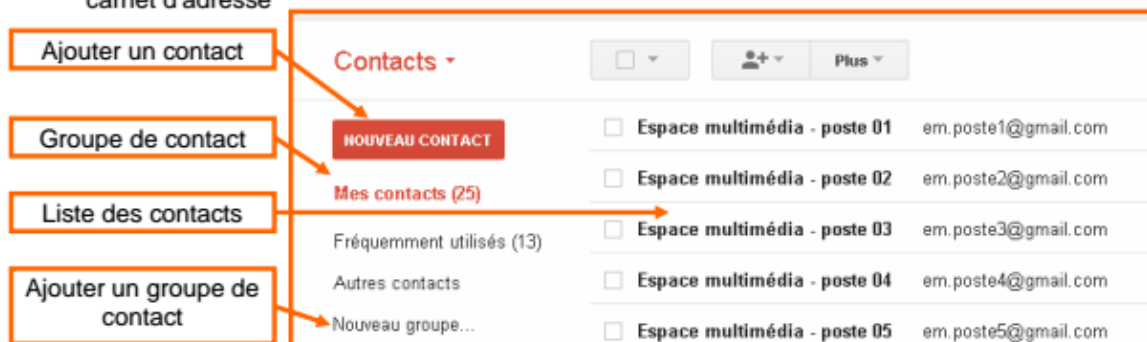 carnet d'adresse
Ajouter un contact
Groupe de contact
Liste des contacts
Ajouter un groupe de
contact
Contacts
Plus
NOUVEAU CONTACT
Mes contacts (25)
Fréquemment utilisés (13)
Autres contacts
Nouveau groupe...
Espace multimédia - poste 01 em.poste1@gmail.com
Espace multimédia - poste 02 em.poste2@gmail.com
Espace multimédia - poste 03 em.poste3@gmail.com
Espace multimédia - poste 04 em.poste4@gmail.com
Espace multimédia - poste 05 em.poste5@gmail.com